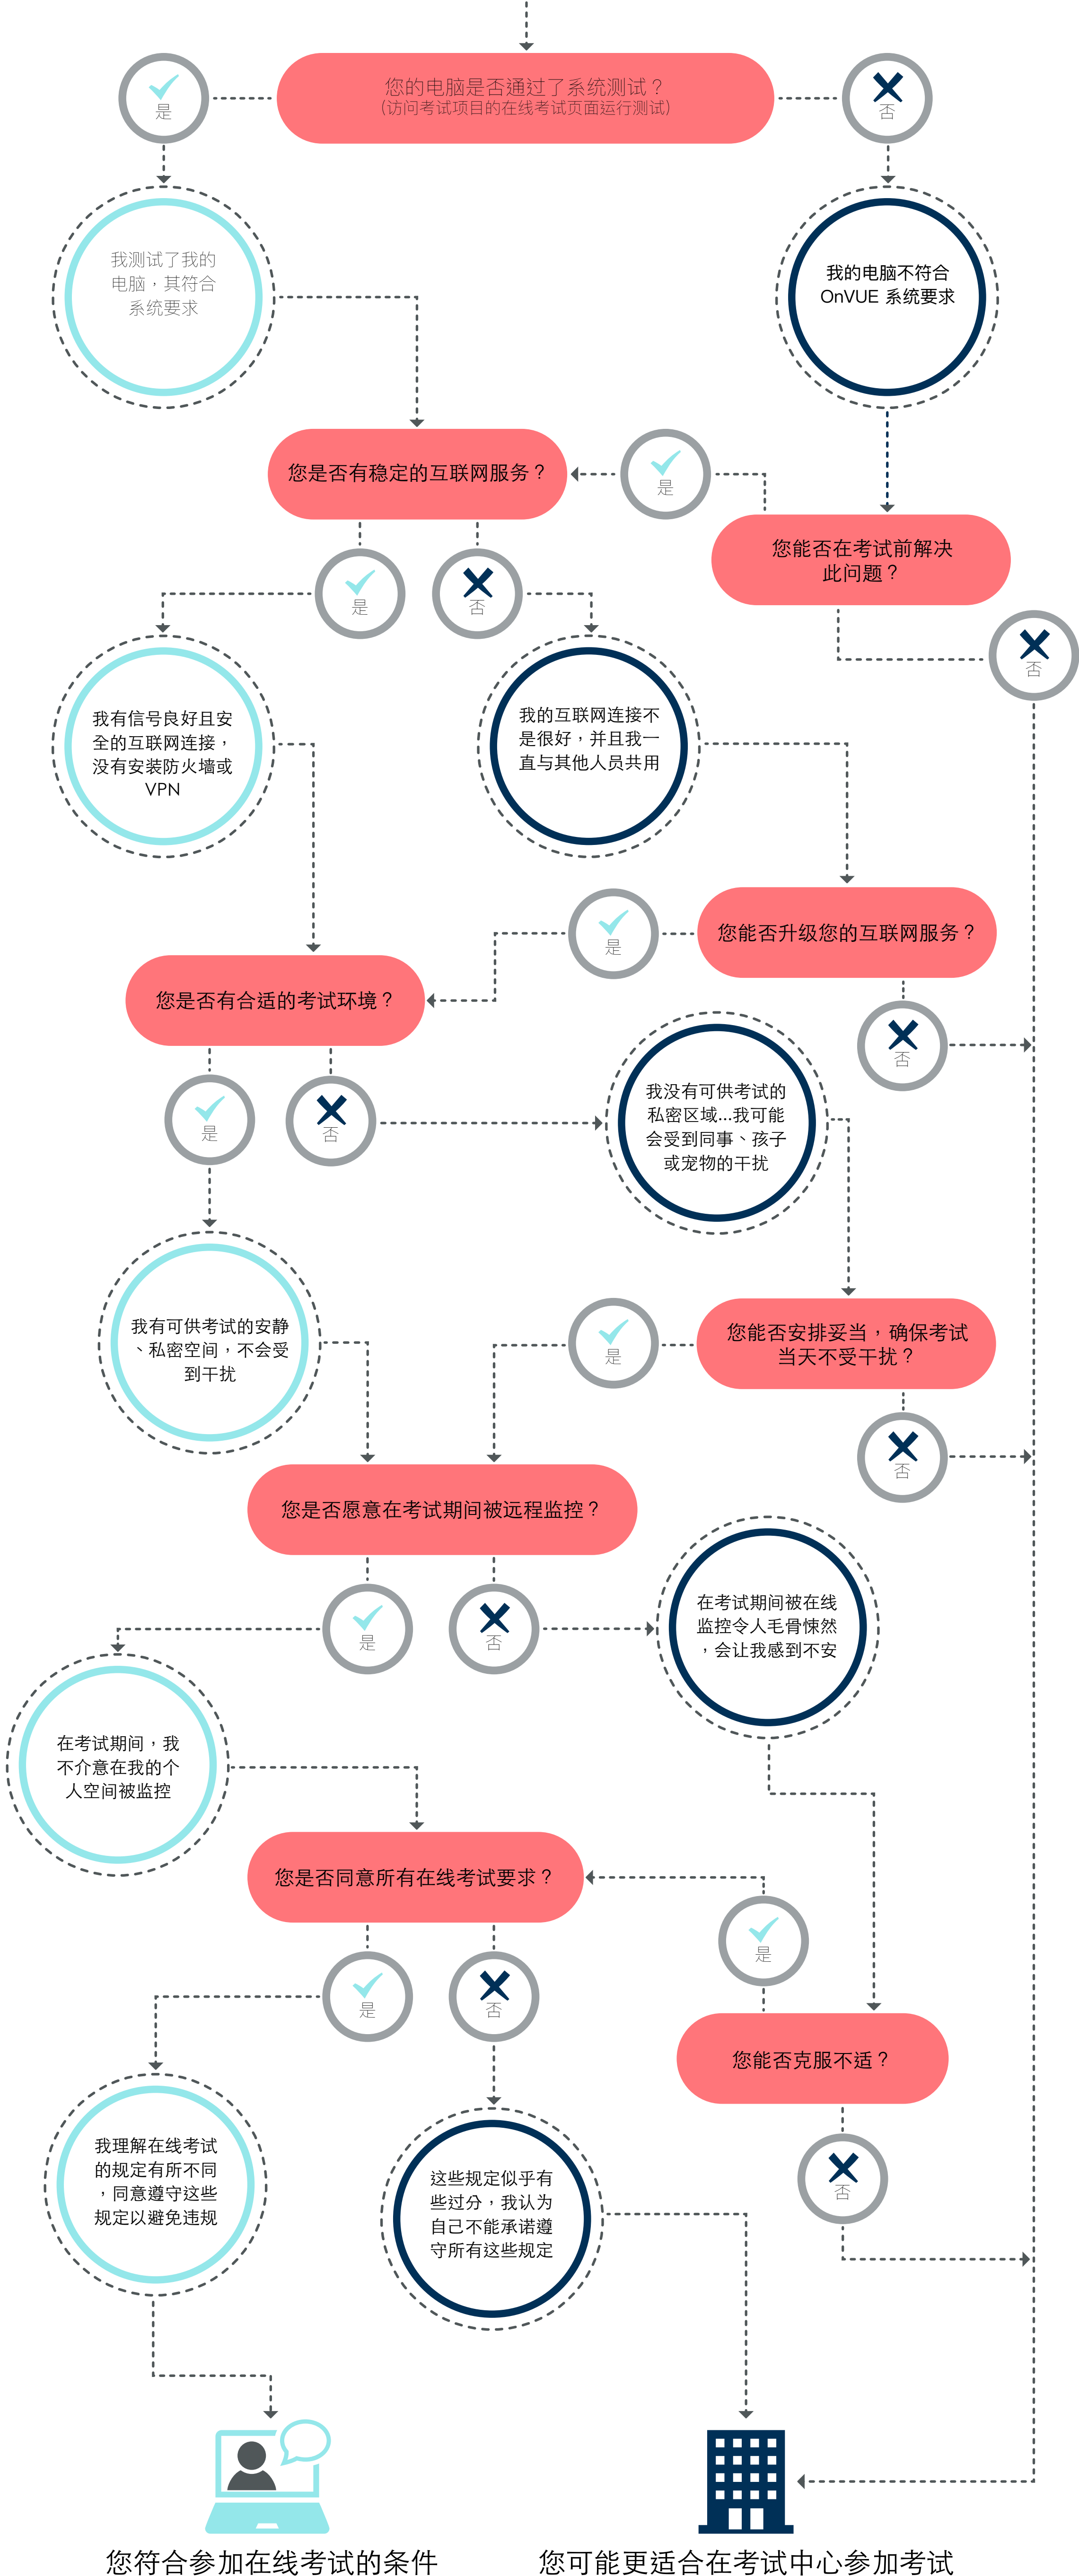 您的电脑是否通过了系统测试？
（访问考试项目的在线考试页面运行测试）
是
否
我测试了我的
电脑，其符合
系统要求
我的电脑不符合
OnVUE 系统要求
您是否有稳定的互联网服务？
是
您能否在考试前解决
此问题？
是
否
否
我有信号良好且安
全的互联网连接，
没有安装防火墙或
VPN
我的互联网连接不
是很好，并且我一
直与其他人员共用
您能否升级您的互联网服务？
是
您是否有合适的考试环境？
否
是
否
我没有可供考试的
私密区域...我可能
会受到同事、孩子
或宠物的干扰
我有可供考试的安静
、私密空间，不会受
到干扰
您能否安排妥当，确保考试
当天不受干扰？
是
否
您是否愿意在考试期间被远程监控？
是
否
在考试期间被在线
监控令人毛骨悚然
，会让我感到不安
在考试期间，我
不介意在我的个
人空间被监控
您是否同意所有在线考试要求？
是
是
否
您能否克服不适？
否
我理解在线考试
的规定有所不同
，同意遵守这些
规定以避免违规
这些规定似乎有
些过分，我认为
自己不能承诺遵
守所有这些规定
您符合参加在线考试的条件
您可能更适合在考试中心参加考试